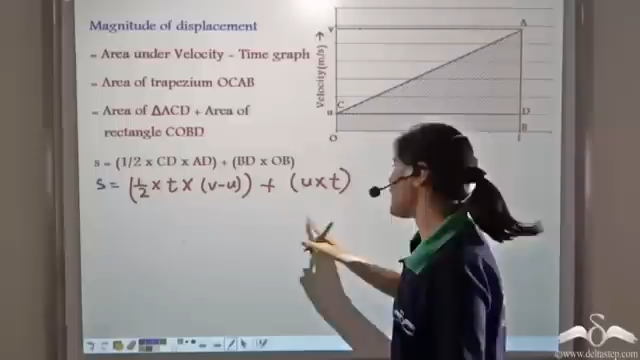 Magnitude of displacement
= Area under Velocity - Time graph
= Area of trapezium OCAB
= Area of ΔACD + Area of
rectangle COBD
s = (1/2 x CD x AD) + (BD x OB)
s = (½ x t x (v-u)) + (u x t)
Velocity(m/s)
v
A
C
u
D
B
O
t
©www.deltastep.com